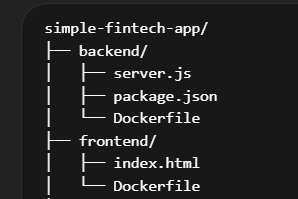 simple-fintech-app/
├── backend/
│   ├── server.js
│   ├── package.json
│   └── Dockerfile
├── frontend/
│   ├── index.html
│   └── Dockerfile